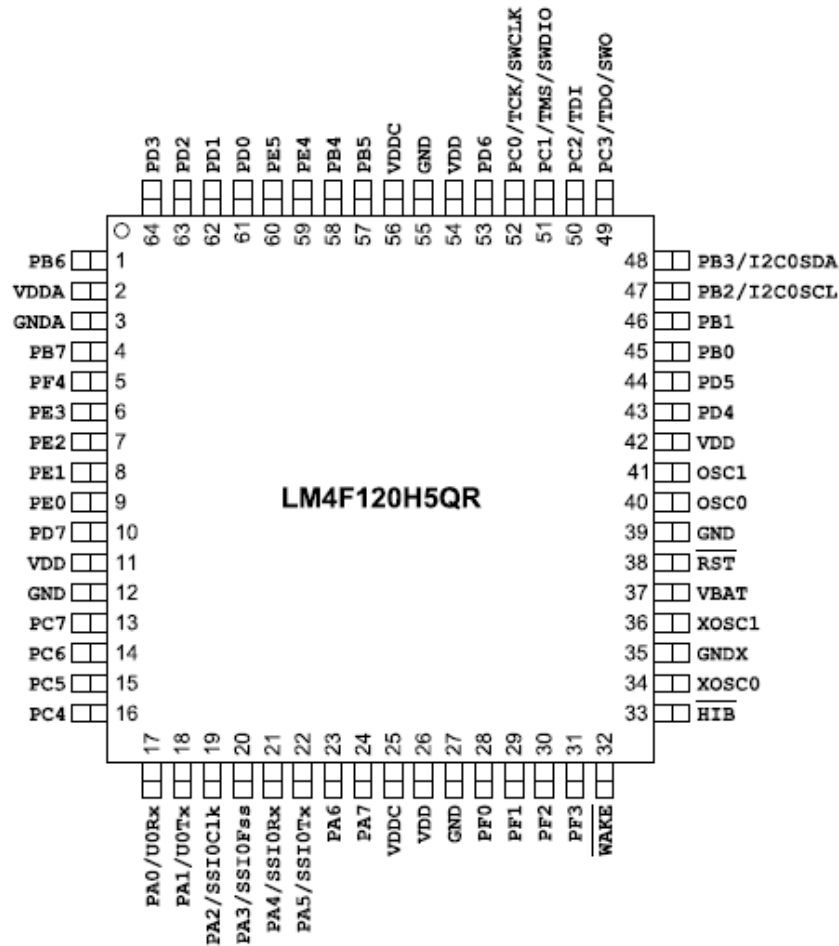 PD3
PD2
PD1
PD0
PE5
PE4
PB4
PB5
VDDC
GND
VDD
PD6
PC0/TCK/SWCLK
PC1/TMS/SWDIO
PC2/TDI
PC3/TDO/SWO
64 63 62 61 60 59 58 57 56 55 54 53 52 51 50 49
PB6 1
VDDA 2
GNDA 3
PB7 4
PF4 5
PE3 6
PE2 7
PE1 8
PE0 9
PD7 10
VDD 11
GND 12
PC7 13
PC6 14
PC5 15
PC4 16
LM4F120H5QR
48 PB3/I2C0SDA
47 PB2/I2C0SCL
46 PB1
45 PB0
44 PD5
43 PD4
42 VDD
41 OSC1
40 OSC0
39 GND
38 RST
37 VBAT
36 XOSC1
35 GNDX
34 XOSC0
33 HIB
17 18 19 20 21 22 23 24 25 26 27 28 29 30 31 32
PA0/U0Rx
PA1/U0Tx
PA2/SSI0Clk
PA3/SSI0Fss
PA4/SSI0Rx
PA5/SSI0Tx
PA6
PA7
VDDC
VDD
GND
PF0
PF1
PF2
PF3
WAKE